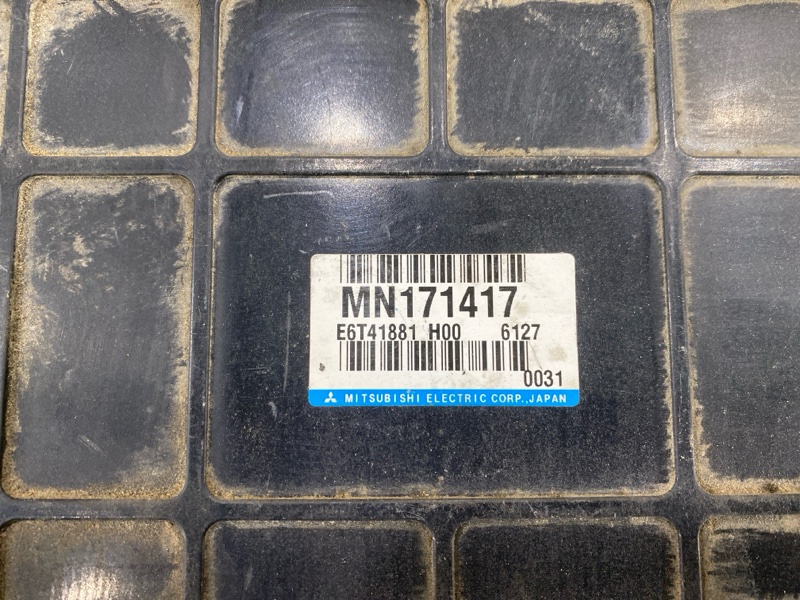 MN171417
E6T41881 H00 6127
0031
MITSUBISHI ELECTRIC CORP.,JAPAN